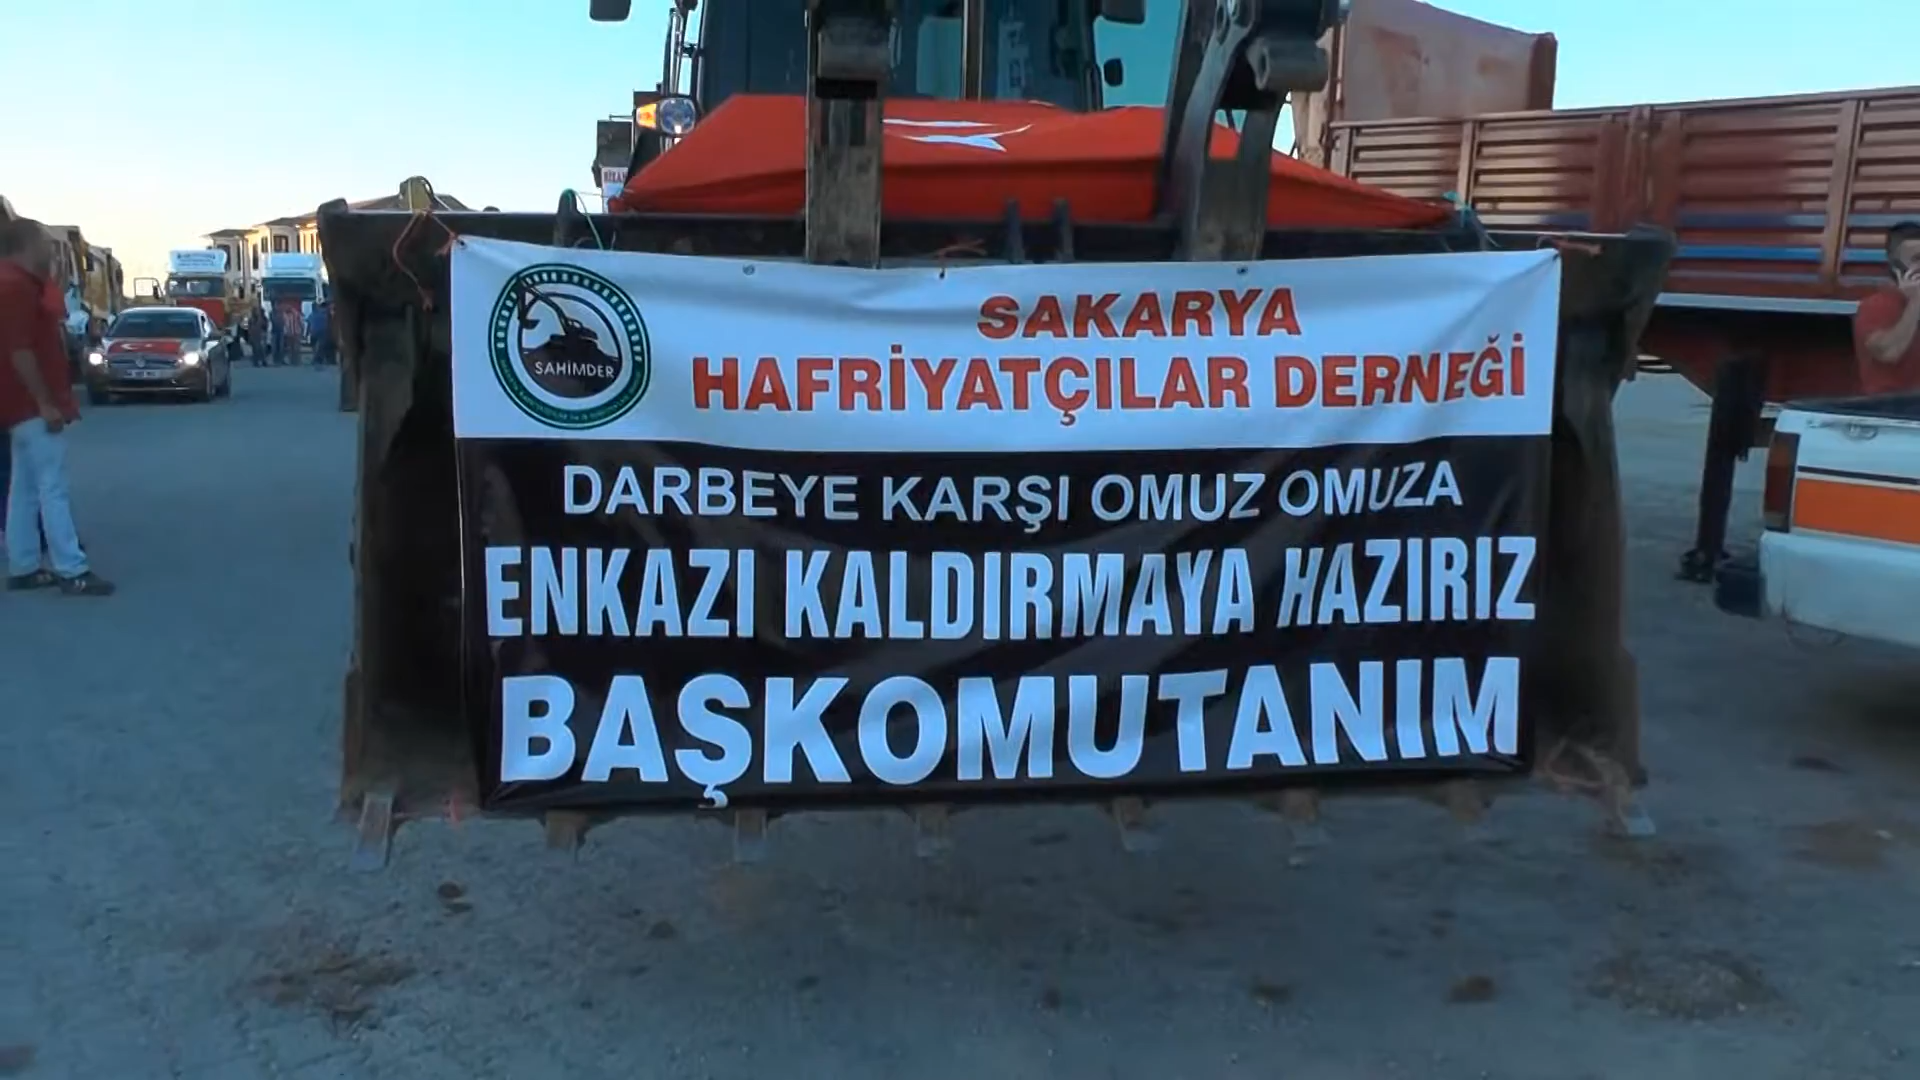 SAHİMDER
SAKARYA
HAFRİYATÇILAR DERNEĞİ
DARBEYE KARŞI OMUZ OMUZA
ENKAZI KALDIRMAYA HAZIRIZ
BAŞKOMUTANIM